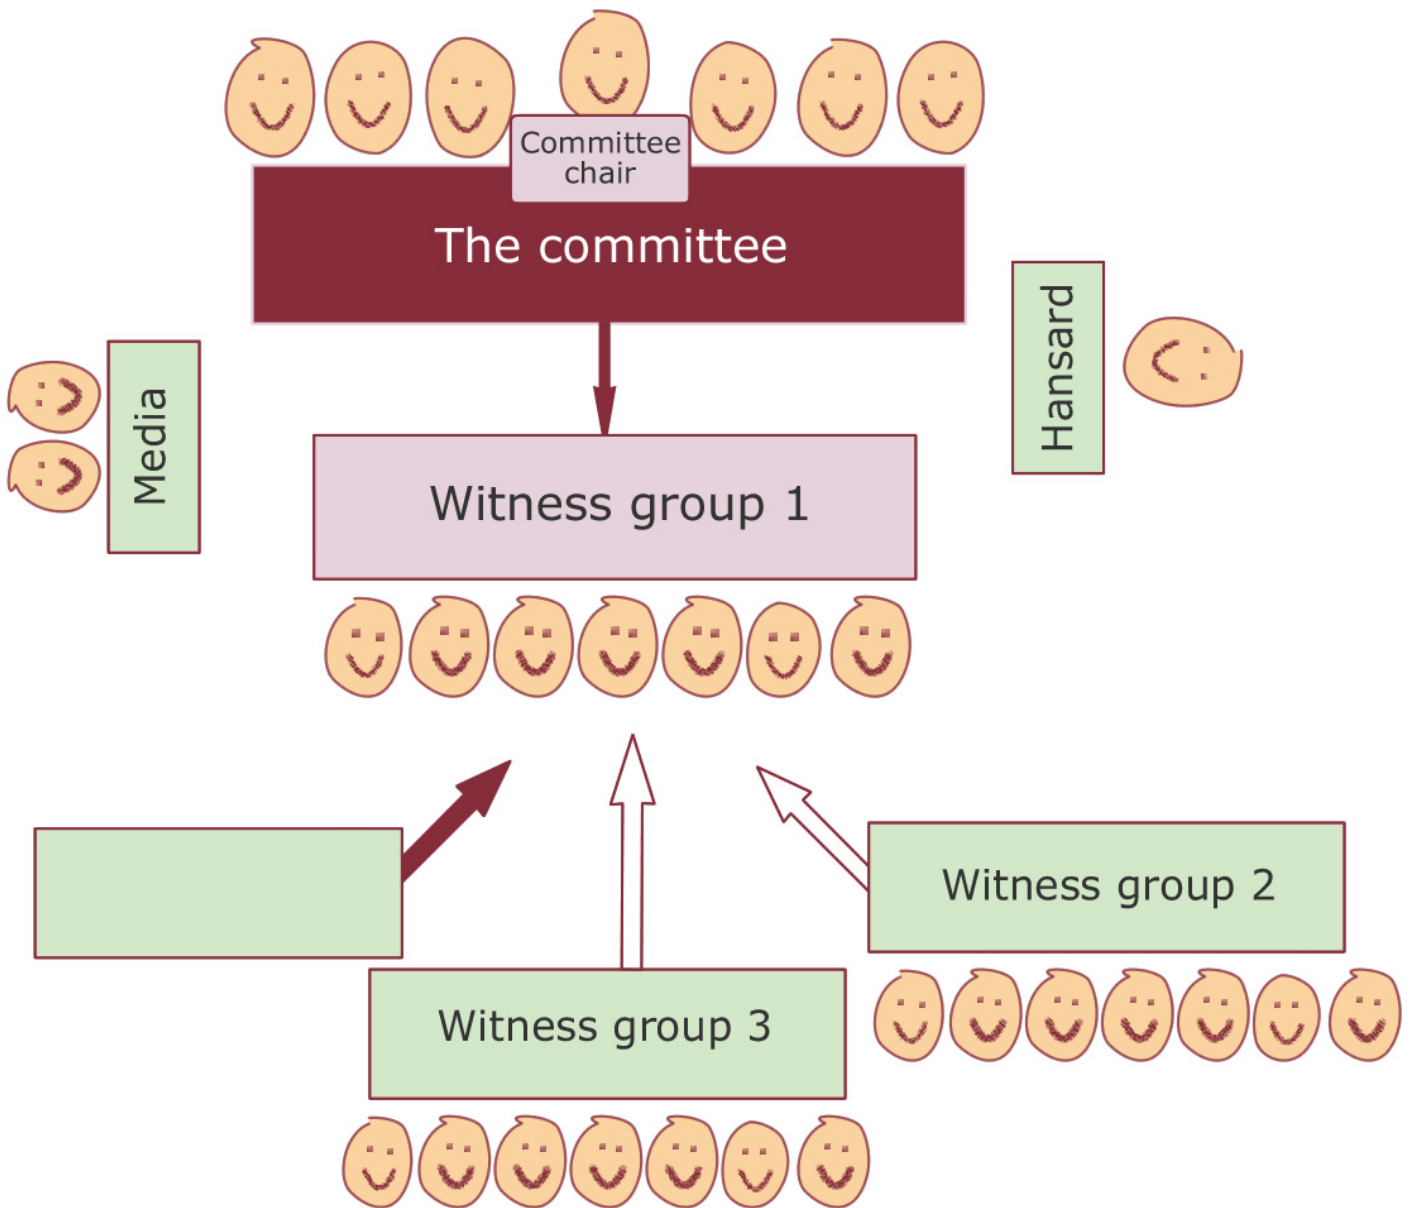 Committee
chair
The committee
Hansard
Media
Witness group 1
Witness group 2
Witness group 3